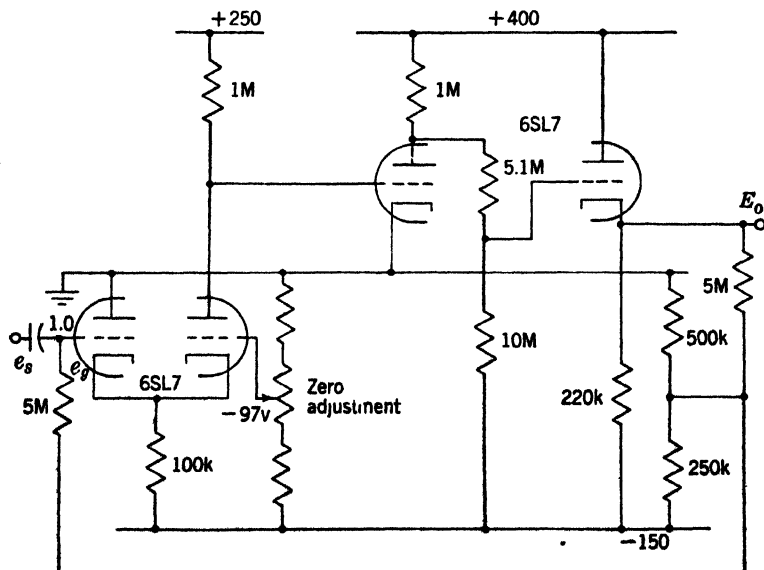 +250
+400
1M
1M
6SL7
5.1M
E₀
1.0
5M
eₛ
e_g
6SL7
Zero
adjustment
10M
500k
5M
−97v
220k
100k
250k
−150